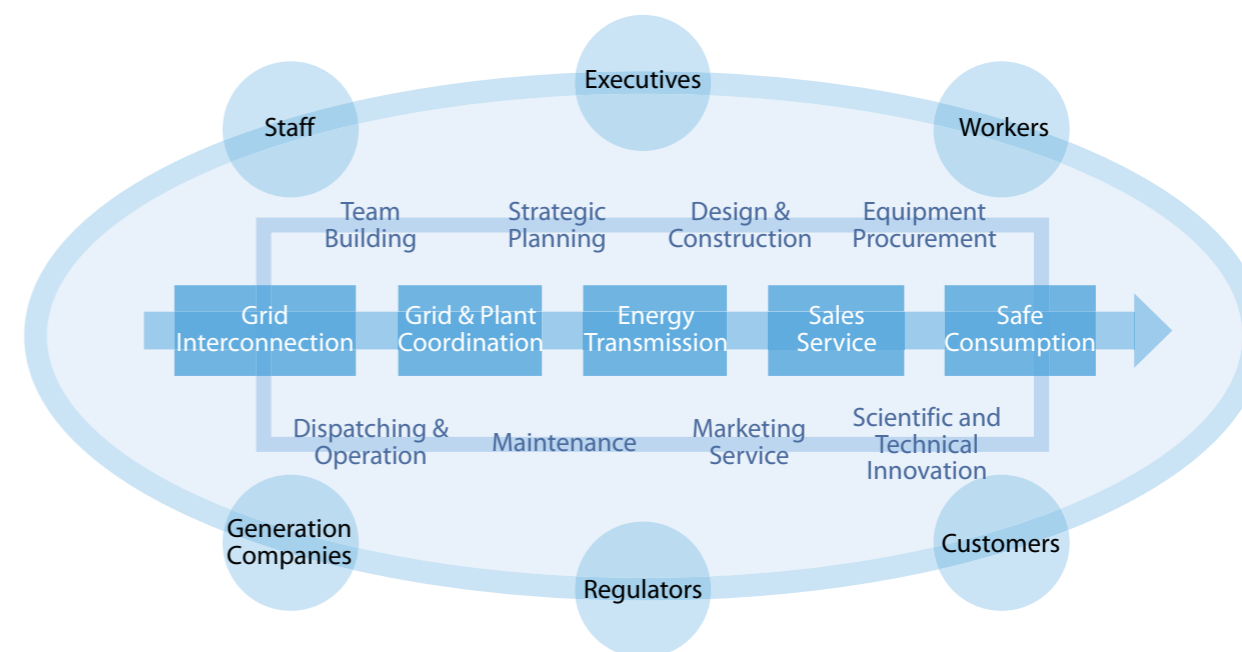 Executives
Staff
Workers
Team
Building
Strategic
Planning
Design &
Construction
Equipment
Procurement
Grid
Interconnection
Grid & Plant
Coordination
Energy
Transmission
Sales
Service
Safe
Consumption
Dispatching &
Operation
Maintenance
Marketing
Service
Scientific and
Technical
Innovation
Generation
Companies
Regulators
Customers